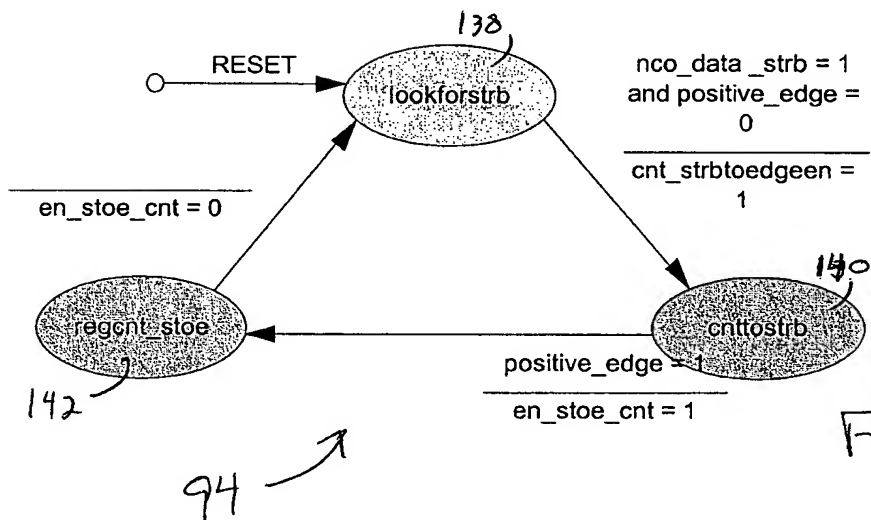 138
RESET
lookforstrb
nco_data _strb = 1
and positive_edge =
0
cnt_strbtoedgeen =
1
en_stoe_cnt = 0
140
regcnt_stoe
cnttostrb
positive_edge = 1
en_stoe_cnt = 1
142
94